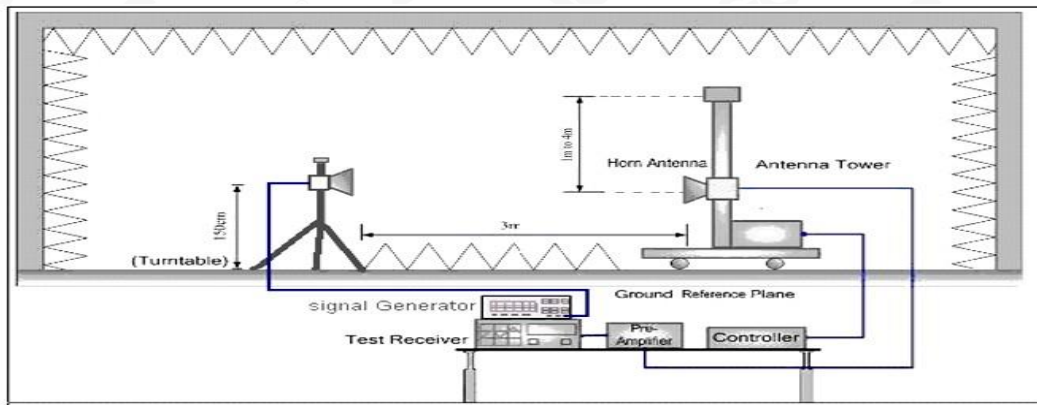 1m to 4m
Horn Antenna
Antenna Tower
150cm
3m
(Turntable)
Ground Reference Plane
signal Generator
Test Receiver
Pre-
Amplifier
Controller